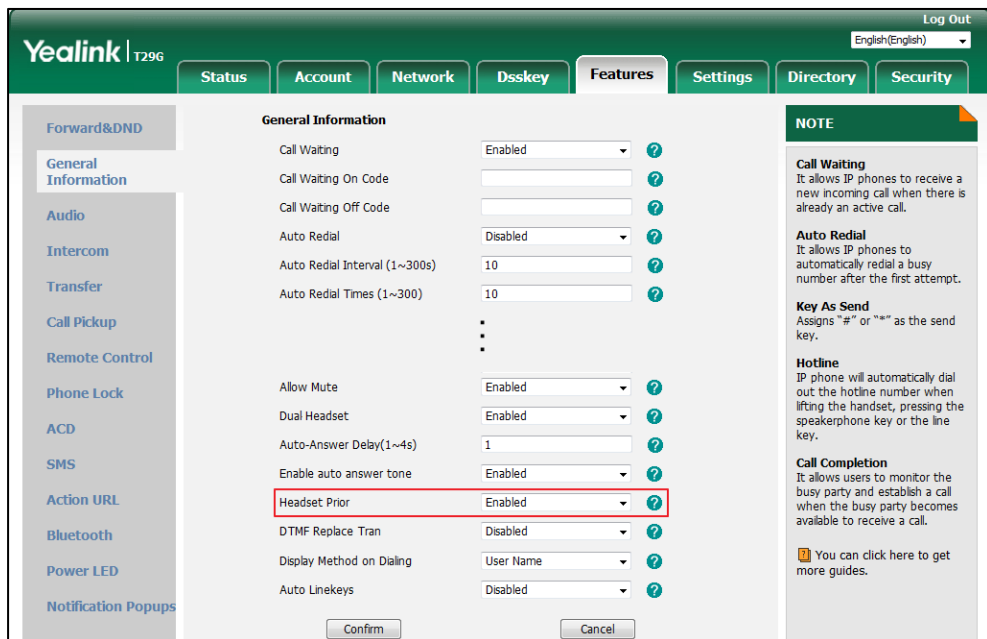 Log Out
Yealink T29G
English(English)
Status Account Network Dsskey Features Settings Directory Security
Forward&DND
General
Information
Audio
Intercom
Transfer
Call Pickup
Remote Control
Phone Lock
ACD
SMS
Action URL
Bluetooth
Power LED
Notification Popups
General Information
Call Waiting Enabled
Call Waiting On Code
Call Waiting Off Code
Auto Redial Disabled
Auto Redial Interval (1~300s) 10
Auto Redial Times (1~300) 10
Allow Mute Enabled
Dual Headset Enabled
Auto-Answer Delay(1~4s) 1
Enable auto answer tone Enabled
Headset Prior Enabled
DTMF Replace Tran Disabled
Display Method on Dialing User Name
Auto Linekeys Disabled
Confirm Cancel
NOTE
Call Waiting
It allows IP phones to receive a
new incoming call when there is
already an active call.
Auto Redial
It allows IP phones to
automatically redial a busy
number after the first attempt.
Key As Send
Assigns "#" or "*" as the send
key.
Hotline
IP phone will automatically dial
out the hotline number when
lifting the handset, pressing the
speakerphone key or the line
key.
Call Completion
It allows users to monitor the
busy party and establish a call
when the busy party becomes
available to receive a call.
You can click here to get
more guides.